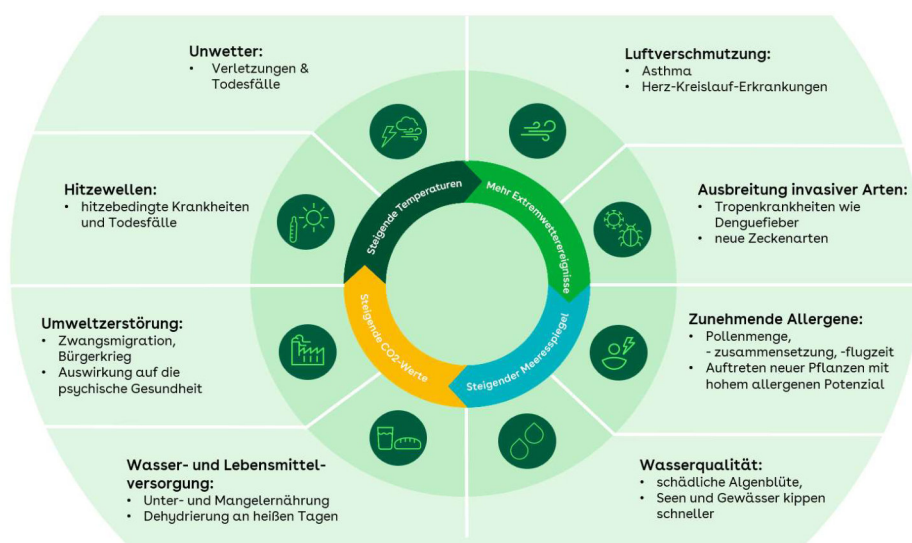 Unwetter:
• Verletzungen &
Todesfälle
Luftverschmutzung:
• Asthma
• Herz-Kreislauf-Erkrankungen
Hitzewellen:
• hitzebedingte Krankheiten
und Todesfälle
Ausbreitung invasiver Arten:
• Tropenkrankheiten wie
Denguefieber
• neue Zeckenarten
Umweltzerstörung:
• Zwangsmigration,
Bürgerkrieg
• Auswirkung auf die
psychische Gesundheit
Zunehmende Allergene:
• Pollenmenge,
- zusammensetzung, -flugzeit
• Auftreten neuer Pflanzen mit
hohem allergenen Potenzial
Wasser- und Lebensmittel-
versorgung:
• Unter- und Mangelernährung
• Dehydrierung an heißen Tagen
Wasserqualität:
• schädliche Algenblüte,
• Seen und Gewässer kippen
schneller
Steigende Temperaturen
Mehr Extremwetterereignisse
Steigender Meeresspiegel
Steigende CO2-Werte